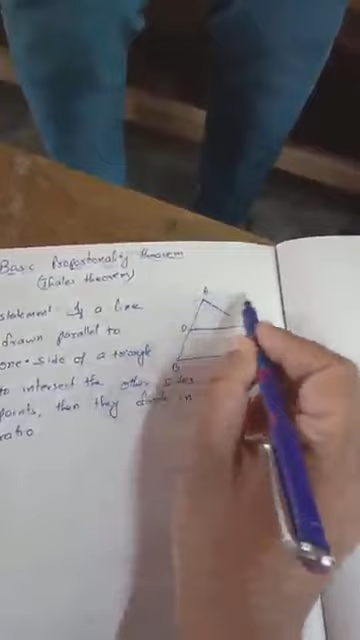 Basic Proportionality theorem
(Thales theorem)
statement: If a line
drawn parallel to
one side of a triangle
to intersect the other sides
points, then they divide in
ratio
A
D
B